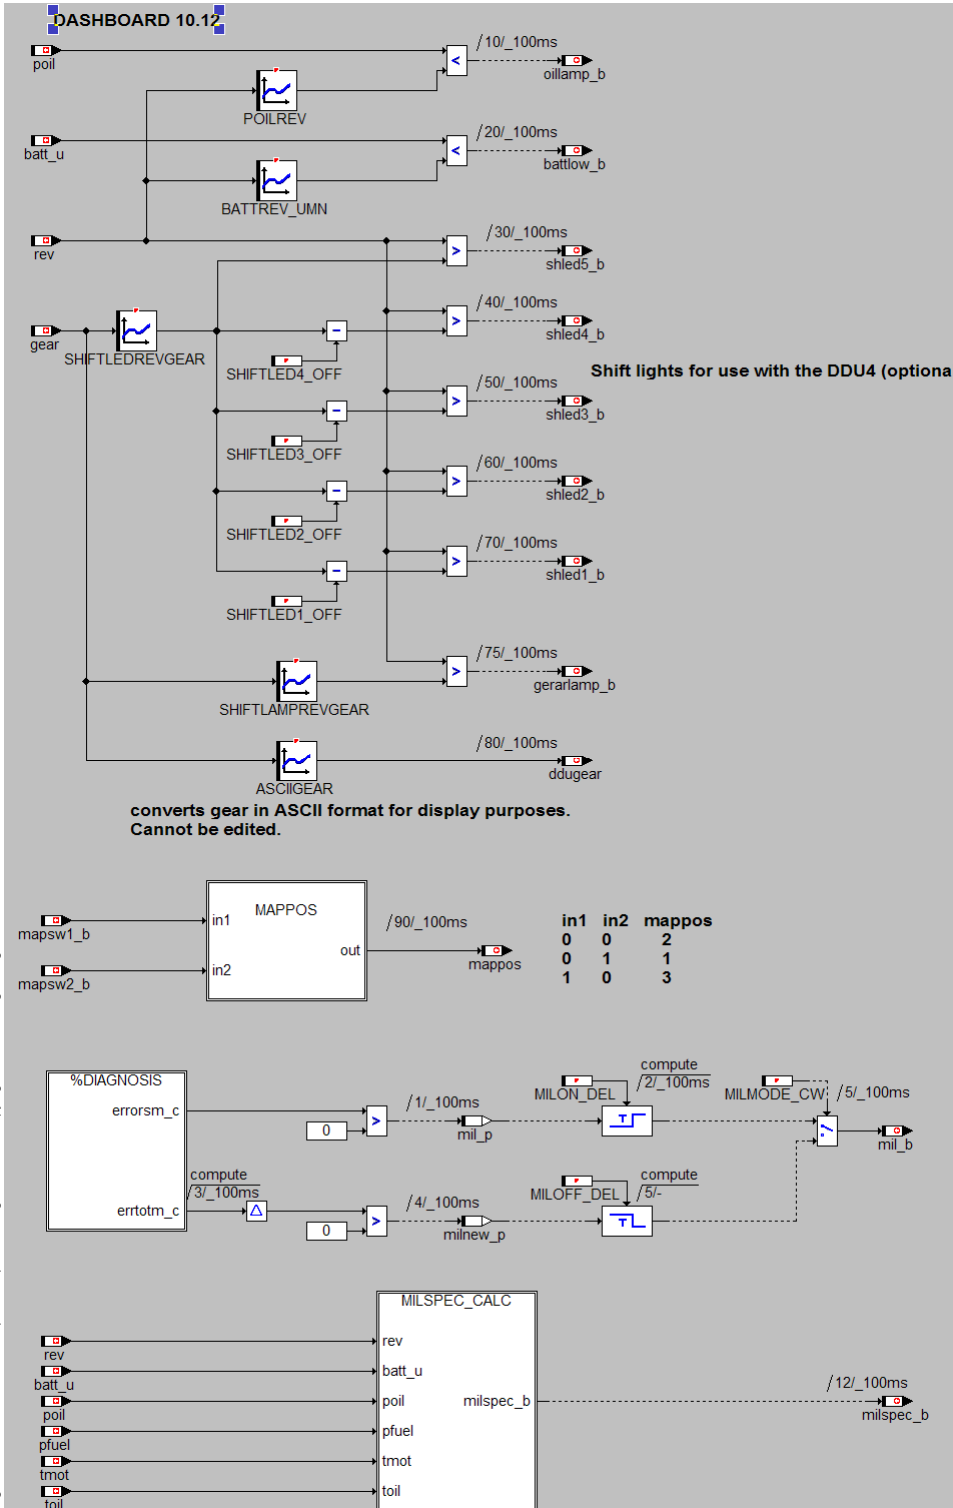 DASHBOARD 10.12
/10/_100ms
poil
oillamp_b
POILREV
/20/_100ms
batt_u
battlow_b
BATTREV_UMN
/30/_100ms
rev
shled5_b
/40/_100ms
gear
shled4_b
SHIFTLEDREVGEAR
SHIFTLED4_OFF
Shift lights for use with the DDU4 (optiona
/50/_100ms
shled3_b
SHIFTLED3_OFF
/60/_100ms
shled2_b
SHIFTLED2_OFF
/70/_100ms
shled1_b
SHIFTLED1_OFF
/75/_100ms
gerarlamp_b
SHIFTLAMPREVGEAR
/80/_100ms
ddugear
ASCIIGEAR
converts gear in ASCII format for display purposes.
Cannot be edited.
MAPPOS
in1
/90/_100ms
in1 in2 mappos
mapsw1_b
0 0 2
out
0 1 1
mappos
in2
1 0 3
mapsw2_b
%DIAGNOSIS
compute
/2/_100ms
errorsm_c
/1/_100ms
MILON_DEL
MILMODE_CW
/5/_100ms
0
mil_p
mil_b
compute
/3/_100ms
compute
/5/-
errtotm_c
/4/_100ms
MILOFF_DEL
0
milnew_p
MILSPEC_CALC
rev
rev
batt_u
batt_u
/12/_100ms
poil
milspec_b
poil
milspec_b
pfuel
pfuel
tmot
tmot
toil
toil